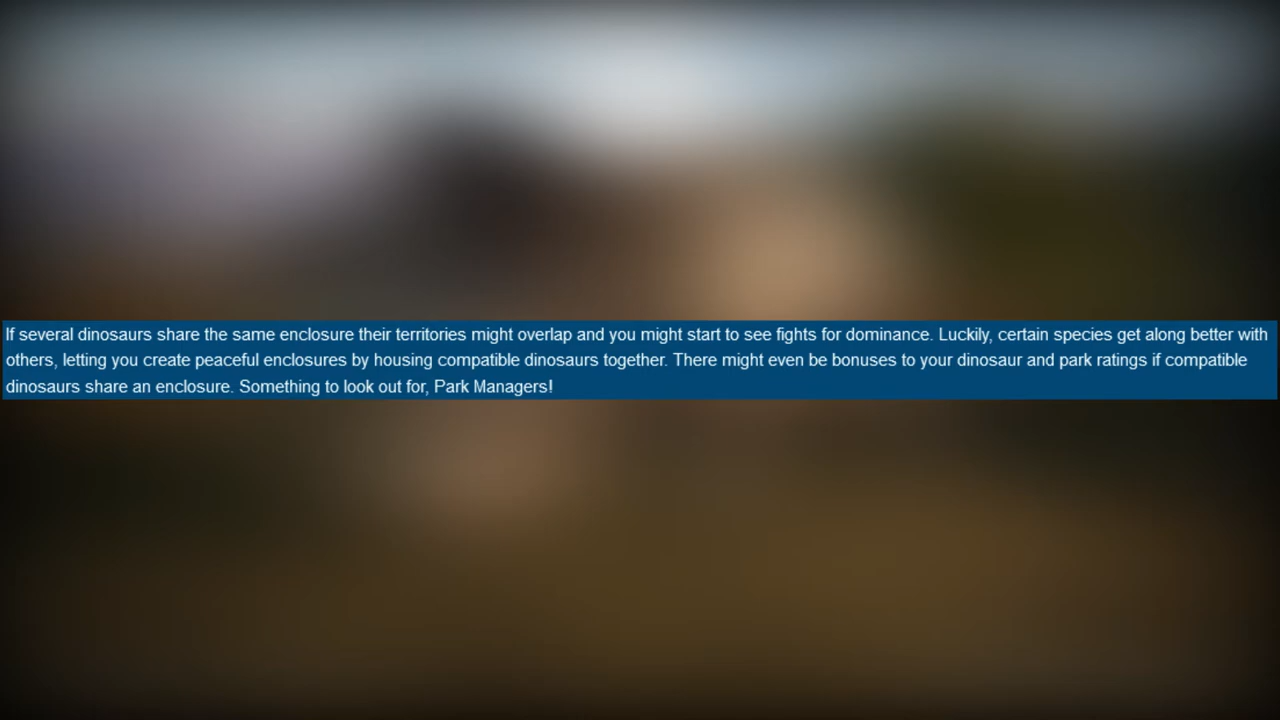 If several dinosaurs share the same enclosure their territories might overlap and you might start to see fights for dominance. Luckily, certain species get along better with
others, letting you create peaceful enclosures by housing compatible dinosaurs together. There might even be bonuses to your dinosaur and park ratings if compatible
dinosaurs share an enclosure. Something to look out for, Park Managers!